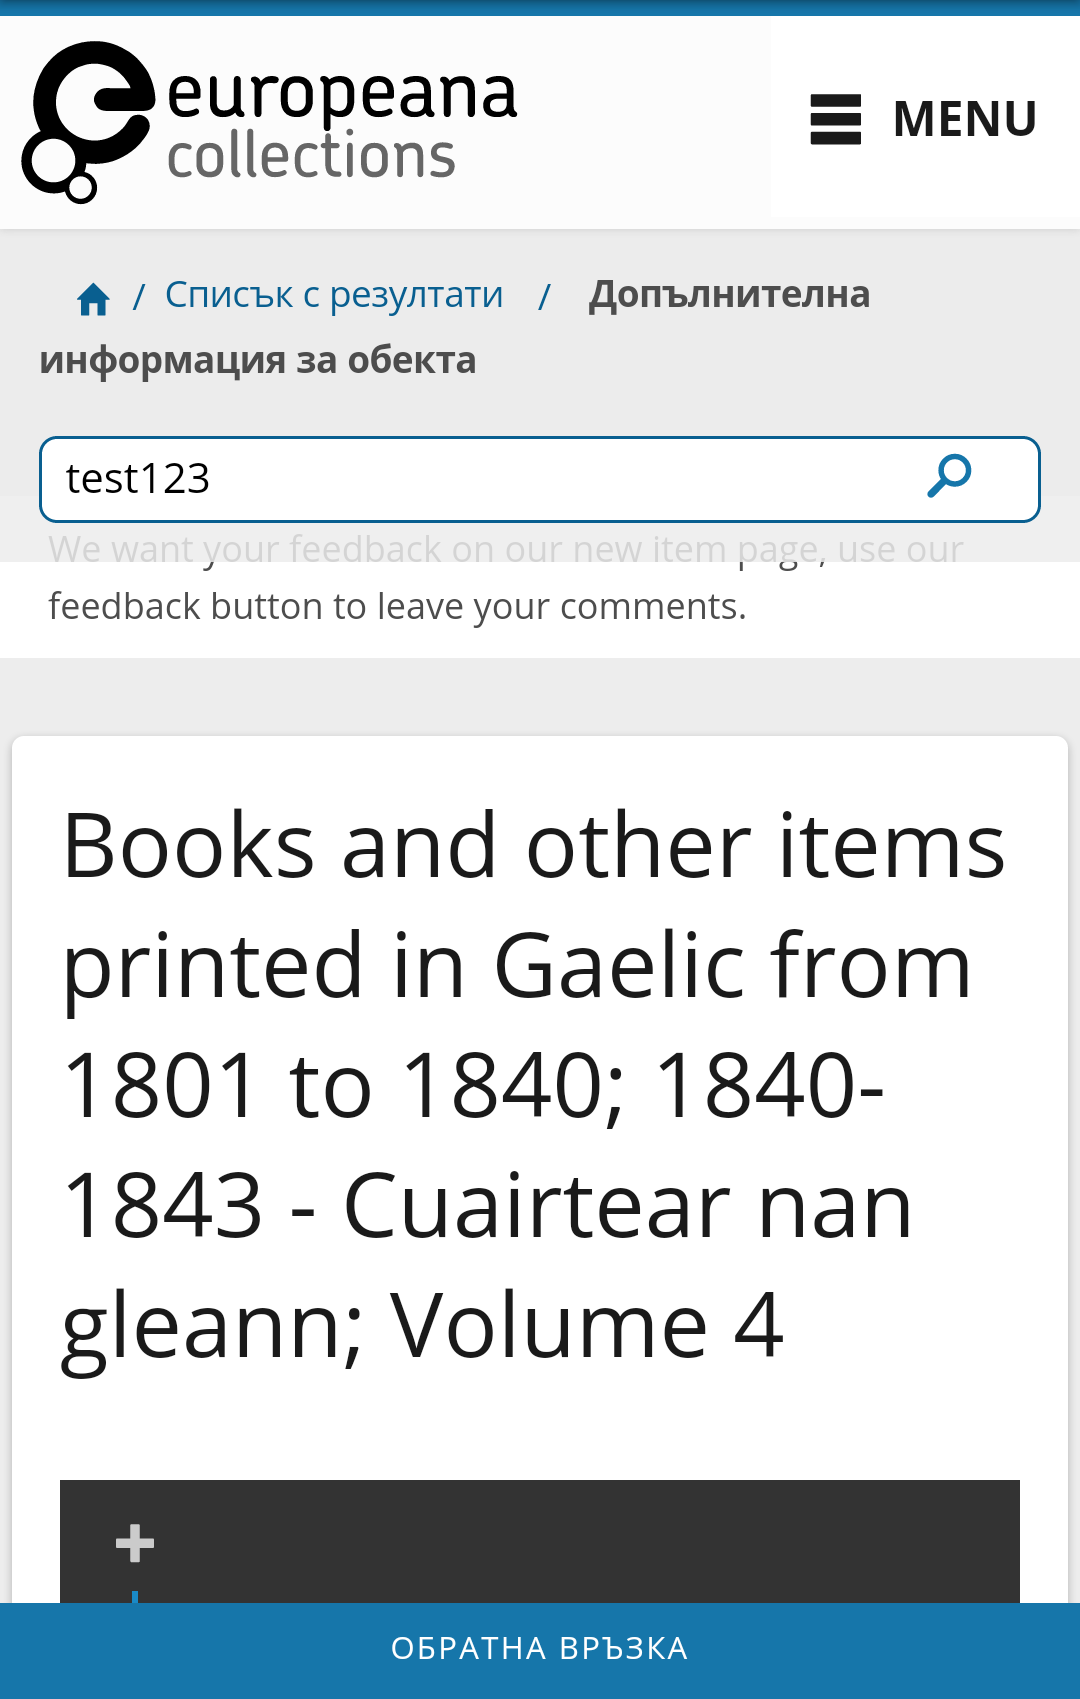 europeana
collections
MENU
/ Списък с резултати / Допълнителна
информация за обекта
test123
We want your feedback on our new item page, use our
feedback button to leave your comments.
Books and other items
printed in Gaelic from
1801 to 1840; 1840-
1843 - Cuairtear nan
gleann; Volume 4
ОБРАТНА ВРЪЗКА